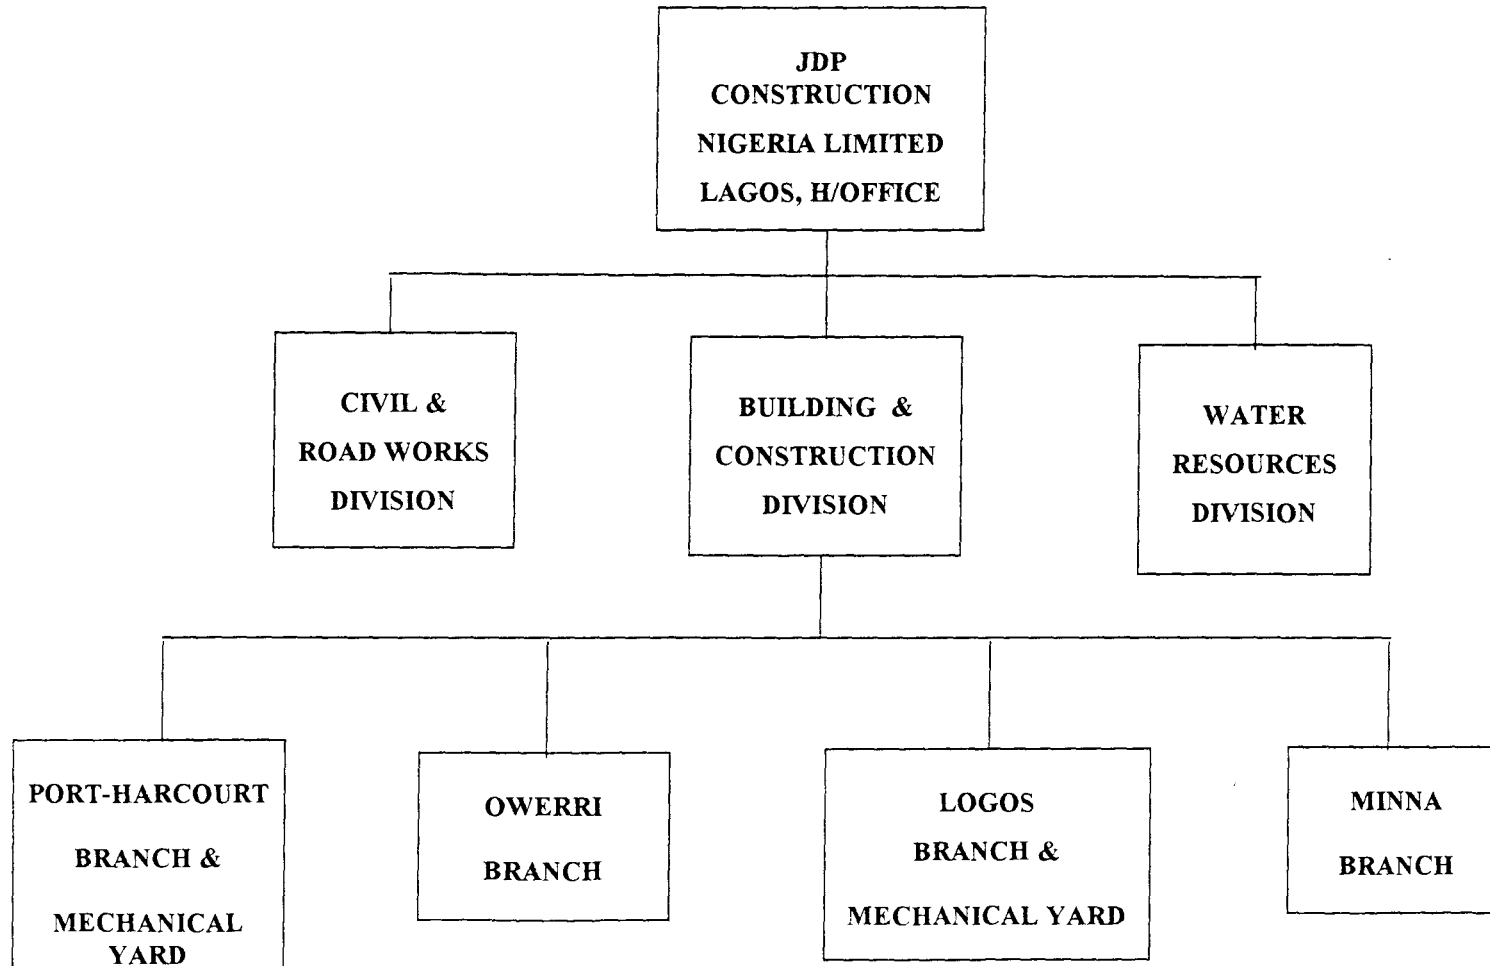 JDP
CONSTRUCTION
NIGERIA LIMITED
LAGOS, H/OFFICE
CIVIL &
ROAD WORKS
DIVISION
BUILDING &
CONSTRUCTION
DIVISION
WATER
RESOURCES
DIVISION
PORT-HARCOURT
BRANCH &
MECHANICAL
YARD
OWERRI
BRANCH
LOGOS
BRANCH &
MECHANICAL YARD
MINNA
BRANCH